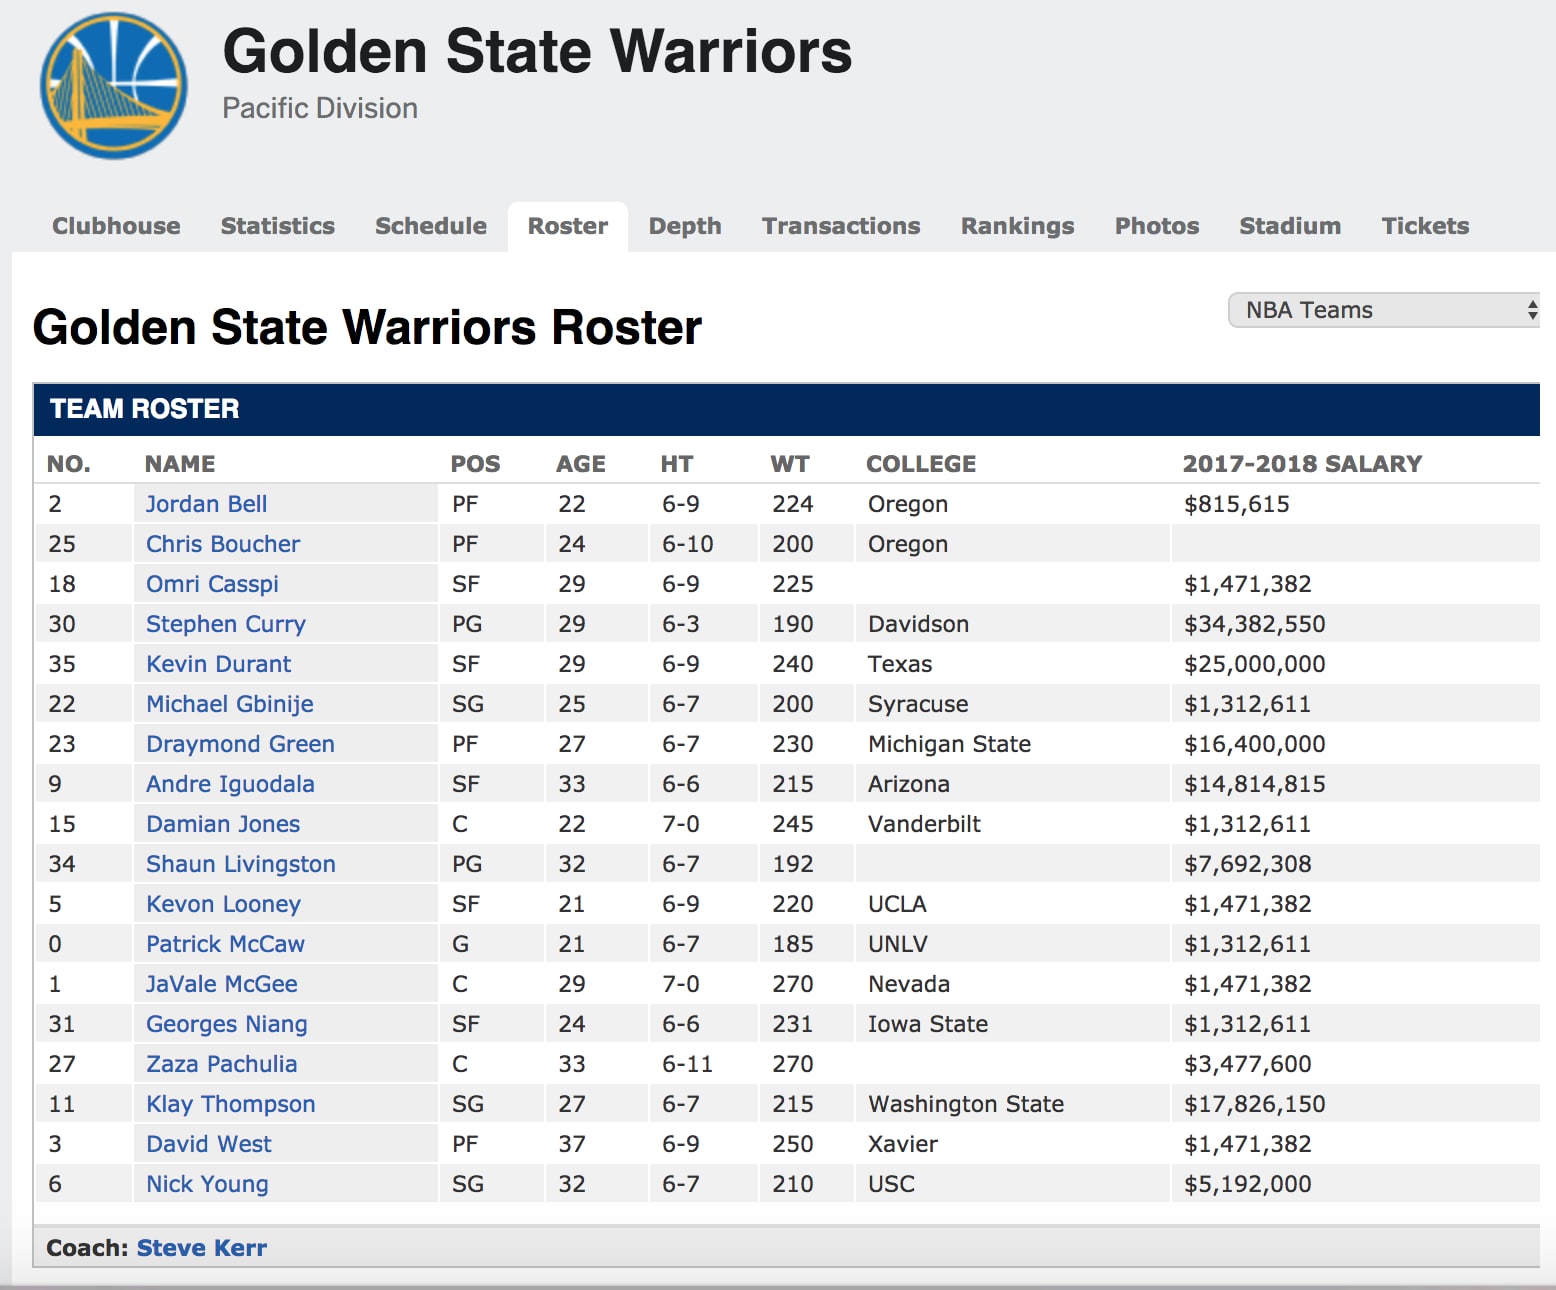 Golden State Warriors
Pacific Division
Clubhouse Statistics Schedule Roster Depth Transactions Rankings Photos Stadium Tickets
Golden State Warriors Roster
NBA Teams
TEAM ROSTER
NO. NAME POS AGE HT WT COLLEGE 2017-2018 SALARY
2 Jordan Bell PF 22 6-9 224 Oregon $815,615
25 Chris Boucher PF 24 6-10 200 Oregon
18 Omri Casspi SF 29 6-9 225 $1,471,382
30 Stephen Curry PG 29 6-3 190 Davidson $34,382,550
35 Kevin Durant SF 29 6-9 240 Texas $25,000,000
22 Michael Gbinije SG 25 6-7 200 Syracuse $1,312,611
23 Draymond Green PF 27 6-7 230 Michigan State $16,400,000
9 Andre Iguodala SF 33 6-6 215 Arizona $14,814,815
15 Damian Jones C 22 7-0 245 Vanderbilt $1,312,611
34 Shaun Livingston PG 32 6-7 192 $7,692,308
5 Kevon Looney SF 21 6-9 220 UCLA $1,471,382
0 Patrick McCaw G 21 6-7 185 UNLV $1,312,611
1 JaVale McGee C 29 7-0 270 Nevada $1,471,382
31 Georges Niang SF 24 6-6 231 Iowa State $1,312,611
27 Zaza Pachulia C 33 6-11 270 $3,477,600
11 Klay Thompson SG 27 6-7 215 Washington State $17,826,150
3 David West PF 37 6-9 250 Xavier $1,471,382
6 Nick Young SG 32 6-7 210 USC $5,192,000
Coach: Steve Kerr